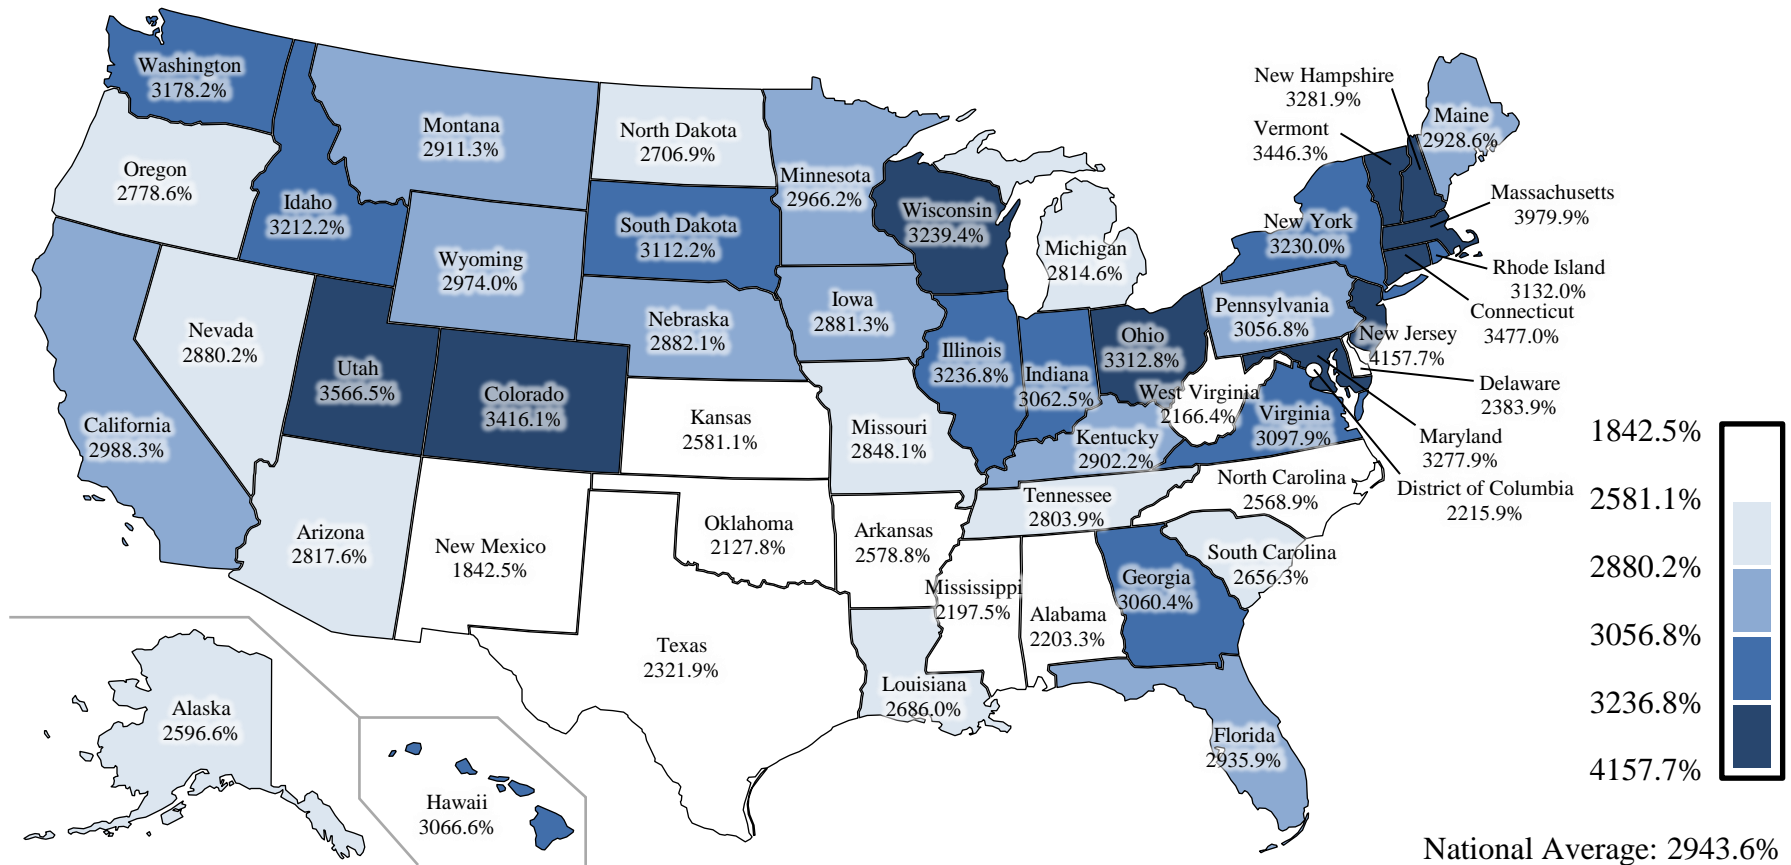 Washington
3178.2%
Oregon
2778.6%
California
2988.3%
Nevada
2880.2%
Idaho
3212.2%
Montana
2911.3%
Wyoming
2974.0%
Utah
3566.5%
Colorado
3416.1%
Arizona
2817.6%
New Mexico
1842.5%
North Dakota
2706.9%
South Dakota
3112.2%
Nebraska
2882.1%
Kansas
2581.1%
Oklahoma
2127.8%
Texas
2321.9%
Minnesota
2966.2%
Iowa
2881.3%
Missouri
2848.1%
Arkansas
2578.8%
Louisiana
2686.0%
Wisconsin
3239.4%
Illinois
3236.8%
Michigan
2814.6%
Indiana
3062.5%
Ohio
3312.8%
Kentucky
2902.2%
Tennessee
2803.9%
Mississippi
2197.5%
Alabama
2203.3%
Georgia
3060.4%
Florida
2935.9%
South Carolina
2656.3%
North Carolina
2568.9%
Virginia
3097.9%
West Virginia
2166.4%
Pennsylvania
3056.8%
New York
3230.0%
Maine
2928.6%
New Hampshire
3281.9%
Vermont
3446.3%
Massachusetts
3979.9%
Rhode Island
3132.0%
Connecticut
3477.0%
New Jersey
4157.7%
Delaware
2383.9%
Maryland
3277.9%
District of Columbia
2215.9%
Alaska
2596.6%
Hawaii
3066.6%
1842.5%
2581.1%
2880.2%
3056.8%
3236.8%
4157.7%
National Average: 2943.6%